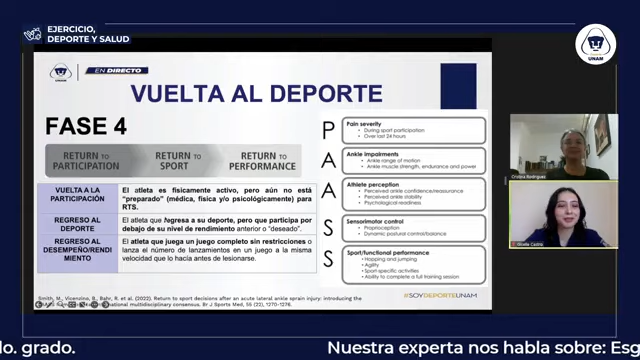 EJERCICIO,
DEPORTE Y SALUD
UNAM
UNAM
EN DIRECTO
VUELTA AL DEPORTE
FASE 4
RETURN TO PARTICIPATION
RETURN TO SPORT
RETURN TO PERFORMANCE
VUELTA A LA PARTICIPACIÓN
El atleta es físicamente activo, pero aún no está "preparado" (médica, física y/o psicológicamente) para RTS.
REGRESO AL DEPORTE
El atleta que regresa a su deporte, pero que participa por debajo de su nivel de rendimiento anterior o "deseado".
REGRESO AL DESEMPEÑO/RENDIMIENTO
El atleta que juega un juego completo sin restricciones o lanza el número de lanzamientos en un juego a la misma velocidad que lo hacía antes de lesionarse.
P
Pain severity
• During sport participation
• Over last 24 hours
A
Ankle impairments
• Ankle range of motion
• Ankle muscle strength, endurance and power
A
Athlete perception
• Perceived ankle confidence/reassurance
• Perceived ankle stability
• Psychological readiness
S
Sensorimotor control
• Proprioception
• Dynamic postural control/balance
S
Sport/functional performance
• Hopping and jumping
• Agility
• Sport-specific activities
• Ability to complete a full training session
Smith, M., Vicenzino, B., Bahr, R. et al. (2022). Return to sport decisions after an acute lateral ankle sprain injury: introducing the
national multidisciplinary consensus. Br J Sports Med, 55 (22), 1270-1276.
#SOYDEPORTEUNAM
Cristina Rodríguez
do. grado.
Nuestra experta nos habla sobre: Esg